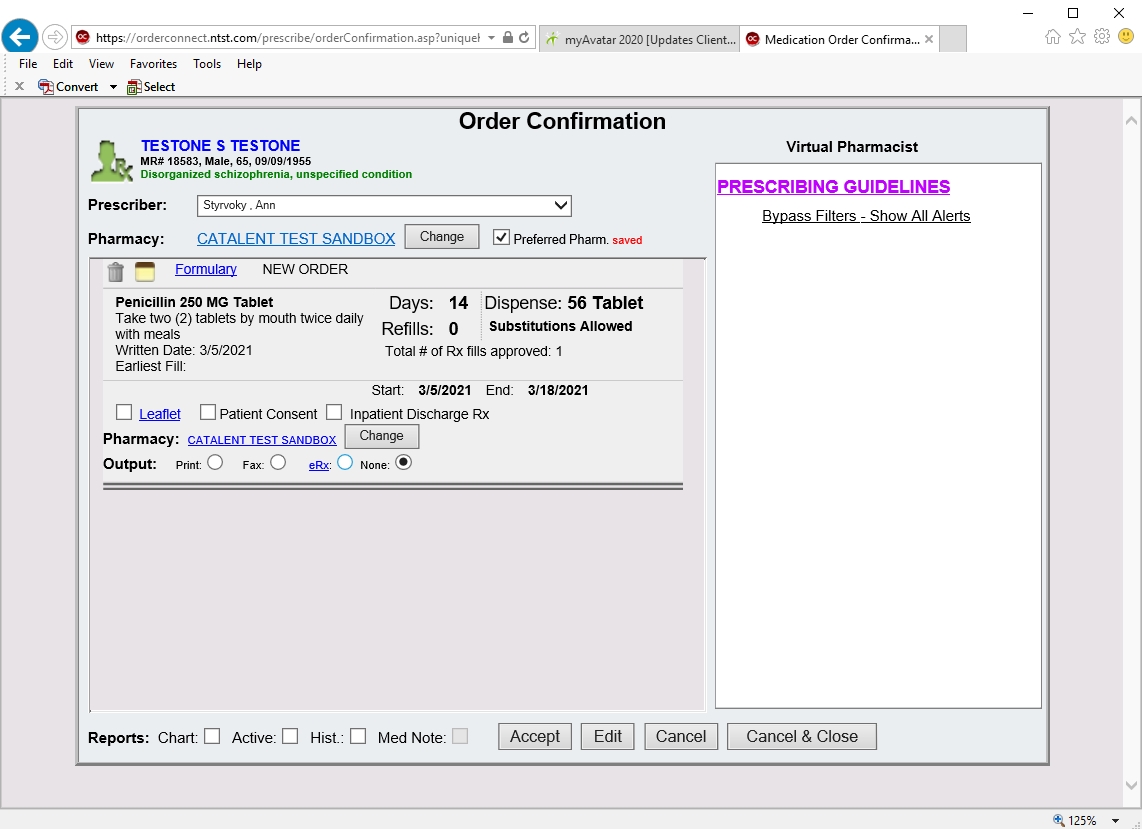 https://orderconnect.ntst.com/prescribe/orderConfirmation.asp?uniquel
myAvatar 2020 [Updates Client...
Medication Order Confirma...
File Edit View Favorites Tools Help
Convert Select
Order Confirmation
TESTONE S TESTONE
MR# 18583, Male, 65, 09/09/1955
Disorganized schizophrenia, unspecified condition
Prescriber: Styrvoky , Ann
Pharmacy: CATALENT TEST SANDBOX Change Preferred Pharm. saved
Formulary NEW ORDER
Penicillin 250 MG Tablet
Take two (2) tablets by mouth twice daily
with meals
Written Date: 3/5/2021
Earliest Fill:
Days: 14 Dispense: 56 Tablet
Refills: 0 Substitutions Allowed
Total # of Rx fills approved: 1
Start: 3/5/2021 End: 3/18/2021
Leaflet Patient Consent Inpatient Discharge Rx
Pharmacy: CATALENT TEST SANDBOX Change
Output: Print: Fax: eRx: None:
Virtual Pharmacist
PRESCRIBING GUIDELINES
Bypass Filters - Show All Alerts
Reports: Chart: Active: Hist.: Med Note: Accept Edit Cancel Cancel & Close
125%